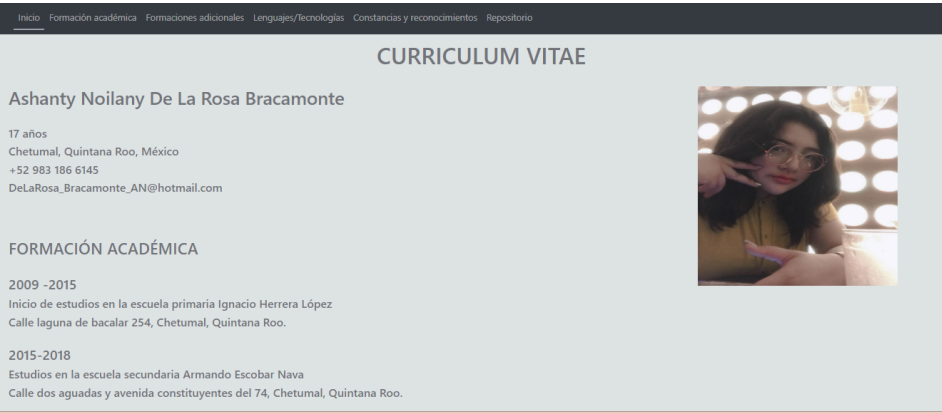 Inicio Formación académica Formaciones adicionales Lenguajes/Tecnologías Constancias y reconocimientos Repositorio
CURRICULUM VITAE
Ashanty Noilany De La Rosa Bracamonte
17 años
Chetumal, Quintana Roo, México
+52 983 186 6145
DeLaRosa_Bracamonte_AN@hotmail.com
FORMACIÓN ACADÉMICA
2009 -2015
Inicio de estudios en la escuela primaria Ignacio Herrera López
Calle laguna de bacalar 254, Chetumal, Quintana Roo.
2015-2018
Estudios en la escuela secundaria Armando Escobar Nava
Calle dos aguadas y avenida constituyentes del 74, Chetumal, Quintana Roo.